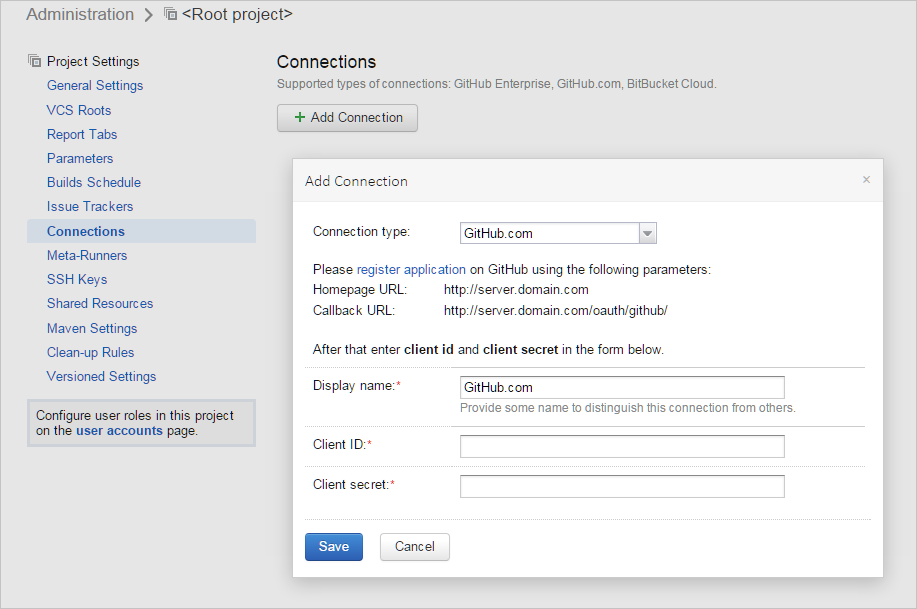 Administration > <Root project>
Project Settings
General Settings
VCS Roots
Report Tabs
Parameters
Builds Schedule
Issue Trackers
Connections
Meta-Runners
SSH Keys
Shared Resources
Maven Settings
Clean-up Rules
Versioned Settings
Configure user roles in this project
on the user accounts page.
Connections
Supported types of connections: GitHub Enterprise, GitHub.com, BitBucket Cloud.
+ Add Connection
Add Connection ×
Connection type: GitHub.com
Please register application on GitHub using the following parameters:
Homepage URL: http://server.domain.com
Callback URL: http://server.domain.com/oauth/github/
After that enter client id and client secret in the form below.
Display name:* GitHub.com
Provide some name to distinguish this connection from others.
Client ID:*
Client secret:*
Save Cancel